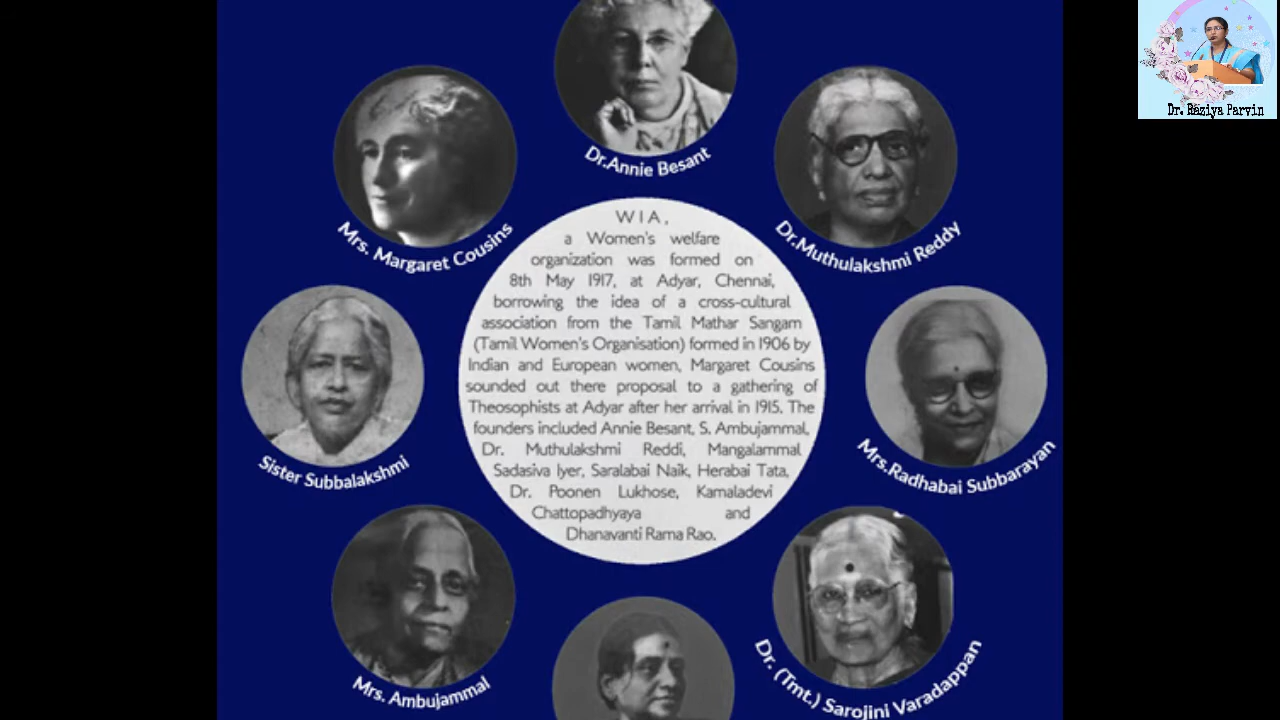 Dr. Raziya Parvin
Dr.Annie Besant
Mrs. Margaret Cousins
Dr.Muthulakshmi Reddy
W I A ,
a Women's welfare
organization was formed on
8th May 1917, at Adyar, Chennai,
borrowing the idea of a cross-cultural
association from the Tamil Mathar Sangam
(Tamil Women's Organisation) formed in 1906 by
Indian and European women, Margaret Cousins
sounded out there proposal to a gathering of
Theosophists at Adyar after her arrival in 1915. The
founders included Annie Besant, S. Ambujammal,
Dr. Muthulakshmi Reddi, Mangalammal
Sadasiva Iyer, Saralabai Naik, Herabai Tata,
Dr. Poonen Lukhose, Kamaladevi
Chattopadhyaya and
Dhanavanti Rama Rao.
Sister Subbalakshmi
Mrs.Radhabai Subbarayan
Mrs. Ambujammal
Dr. (Tmt.) Sarojini Varadappan